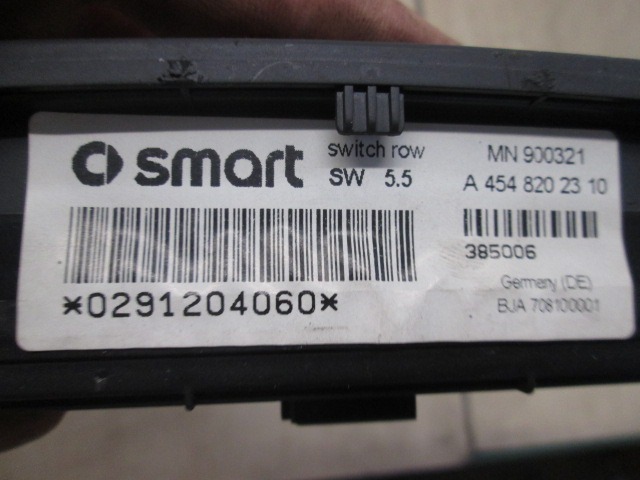 smart
switch row
SW 5.5
MN 900321
A 454 820 23 10
385006
*0291204060*
Germany (DE)
BJA 708100001